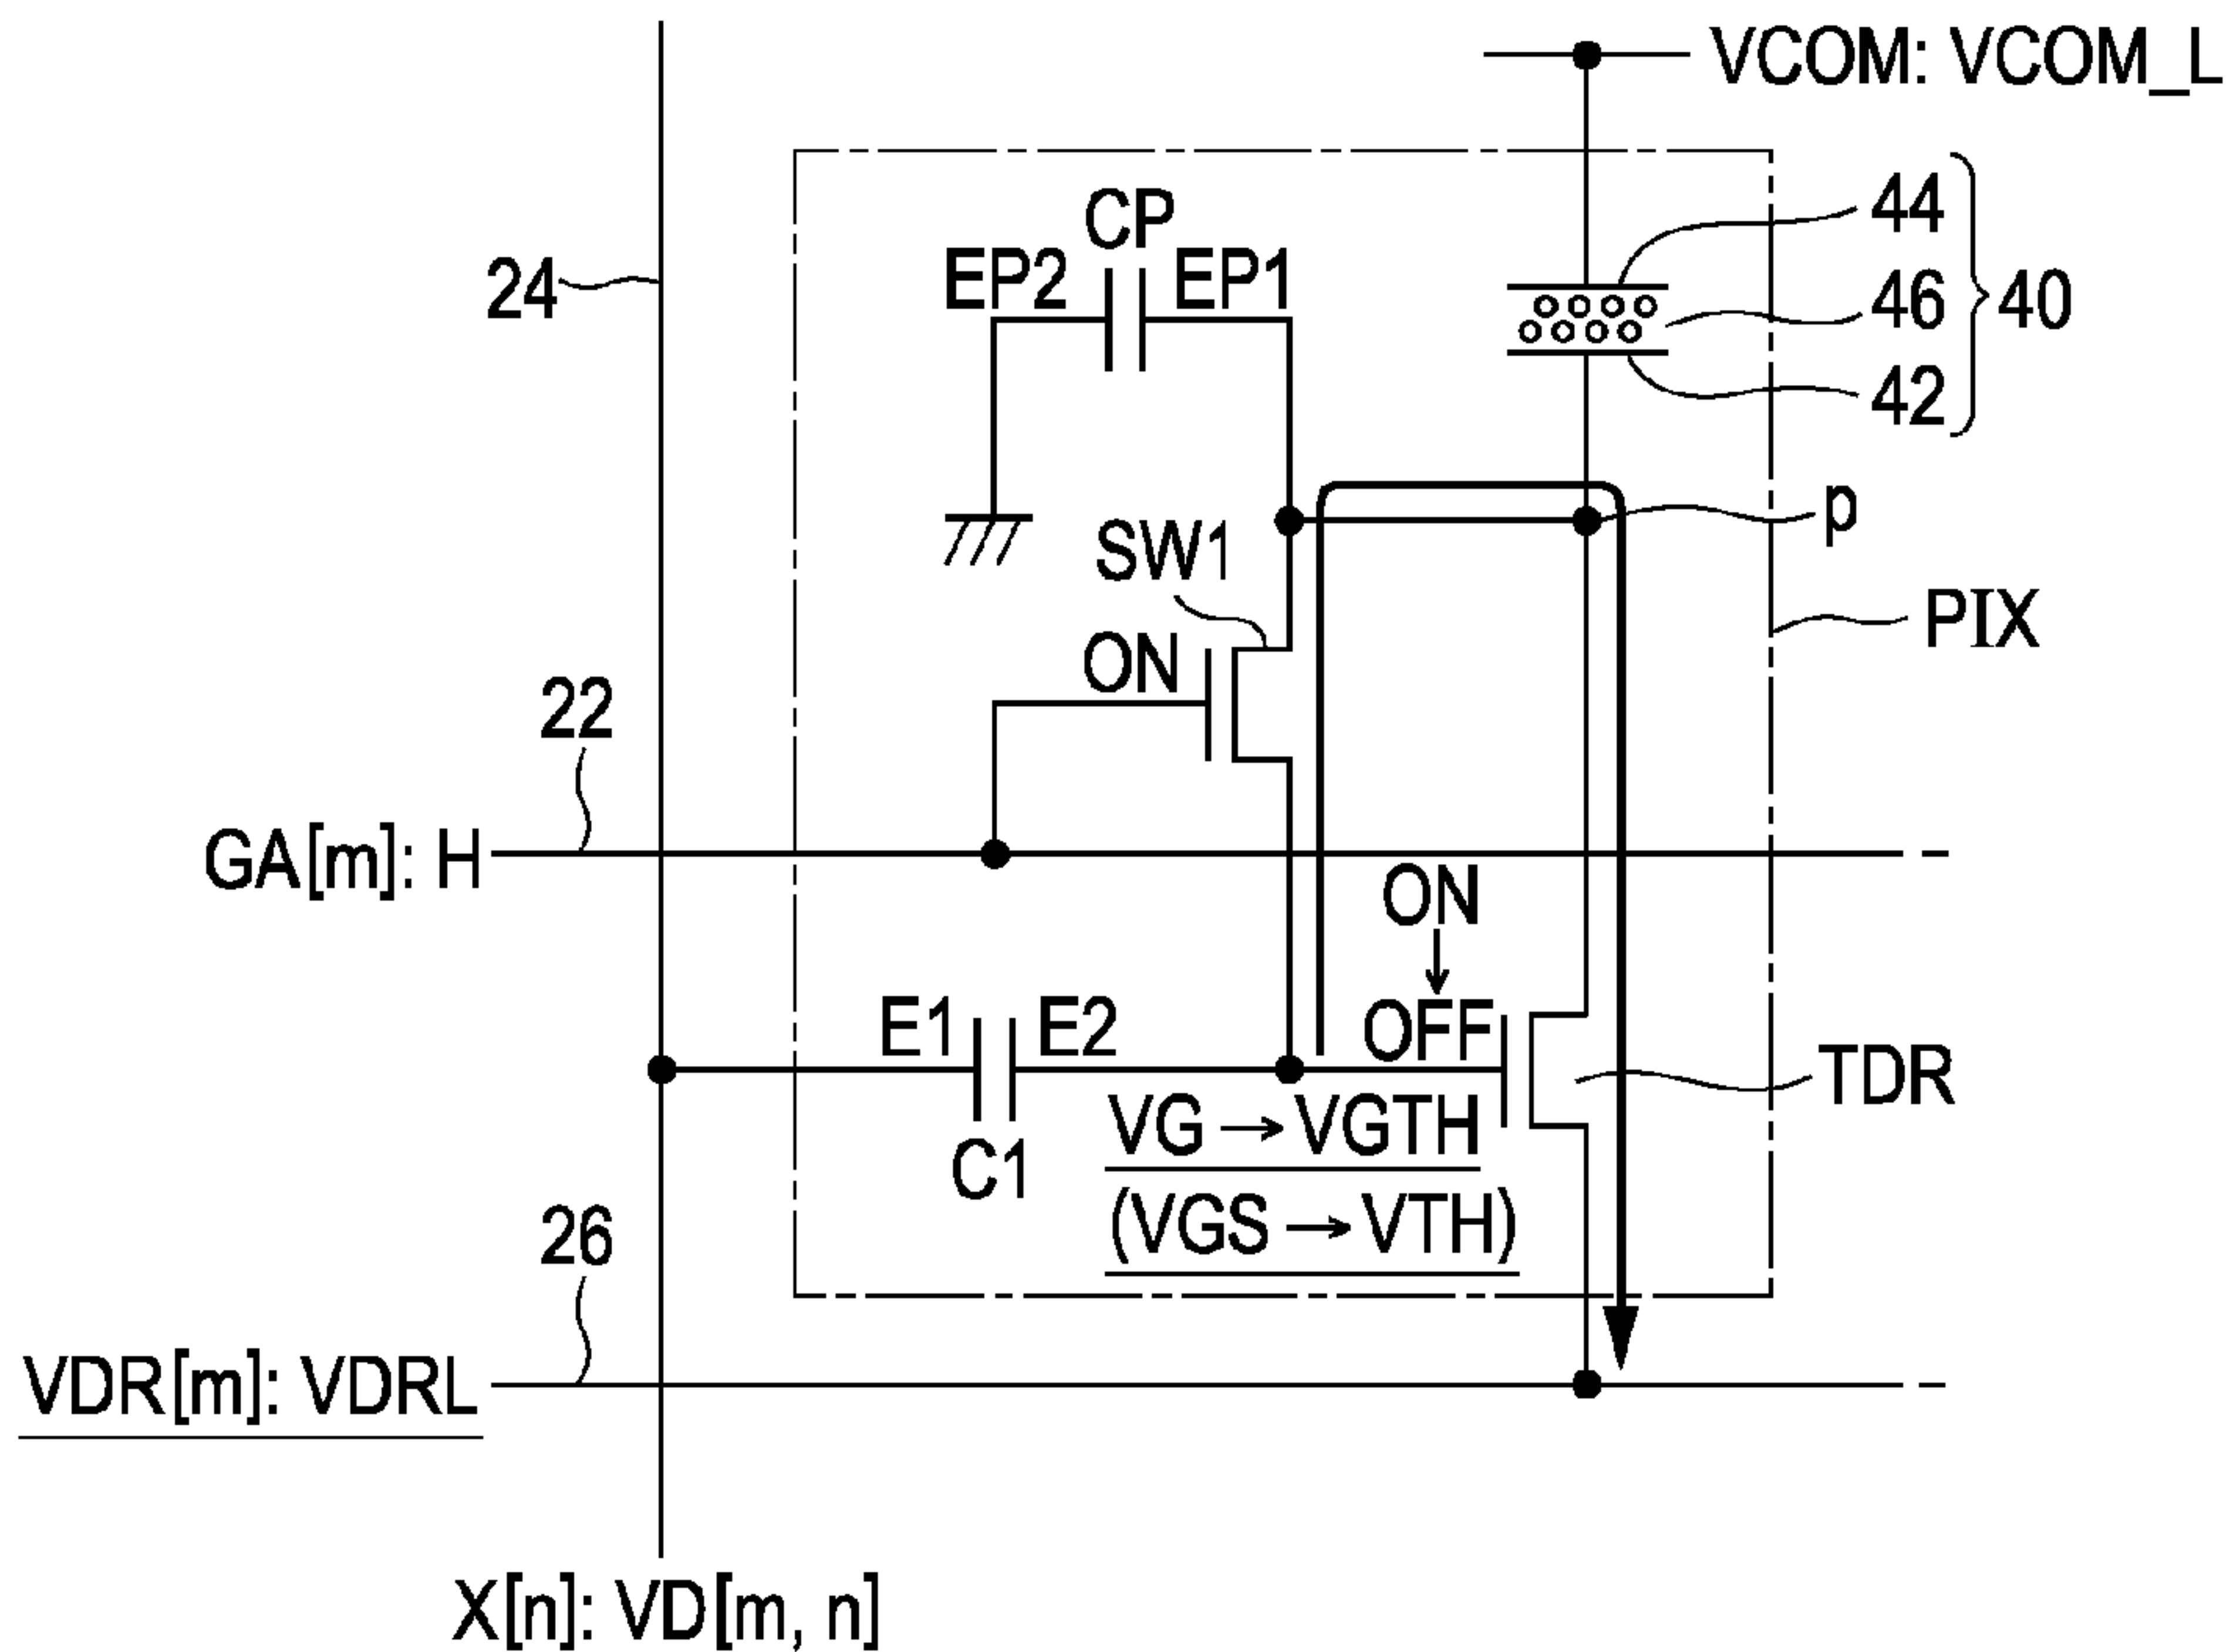 VCOM: VCOM_L
44
CP
EP2
EP1
24
46
40
42
p
SW1
PIX
ON
22
GA[m]: H
ON
↓
E1
E2
OFF
TDR
VG → VGTH
C1
(VGS → VTH)
26
VDR[m]: VDRL
X[n]: VD[m, n]